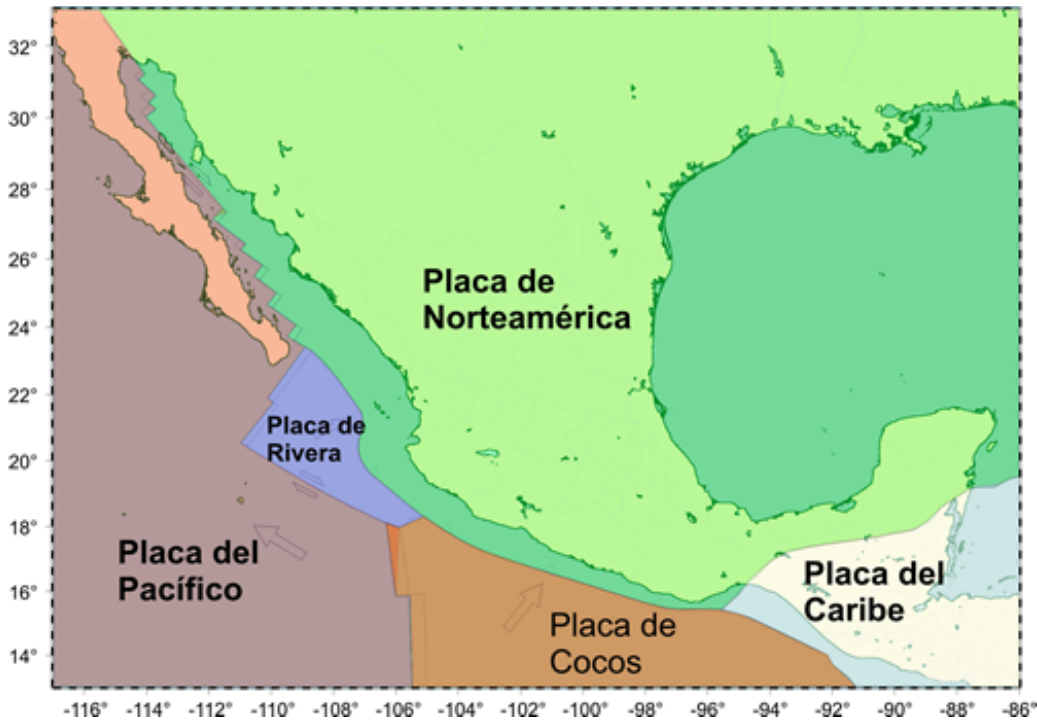 32°
30°
28°
26°
24°
22°
20°
18°
16°
14°
Placa de
Norteamérica
Placa de
Rivera
Placa del
Pacífico
Placa del
Caribe
Placa de
Cocos
-116° -114° -112° -110° -108° -106° -104° -102° -100° -98° -96° -94° -92° -90° -88° -86°